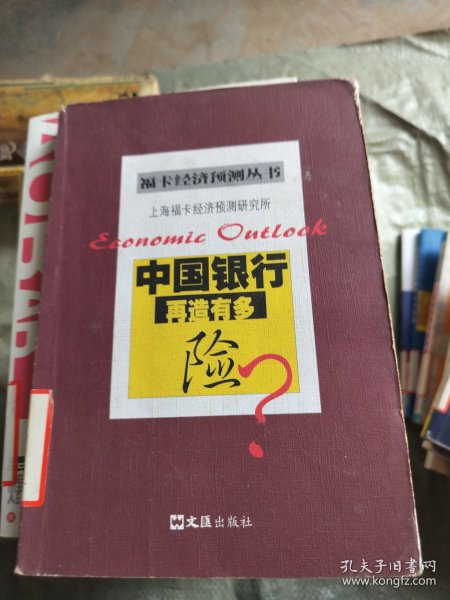 福卡经济预测丛书
上海福卡经济预测研究所
Economic Outlook
中国银行
再造有多
险?
文匯出版社
孔夫子旧书网
www.kongfz.com